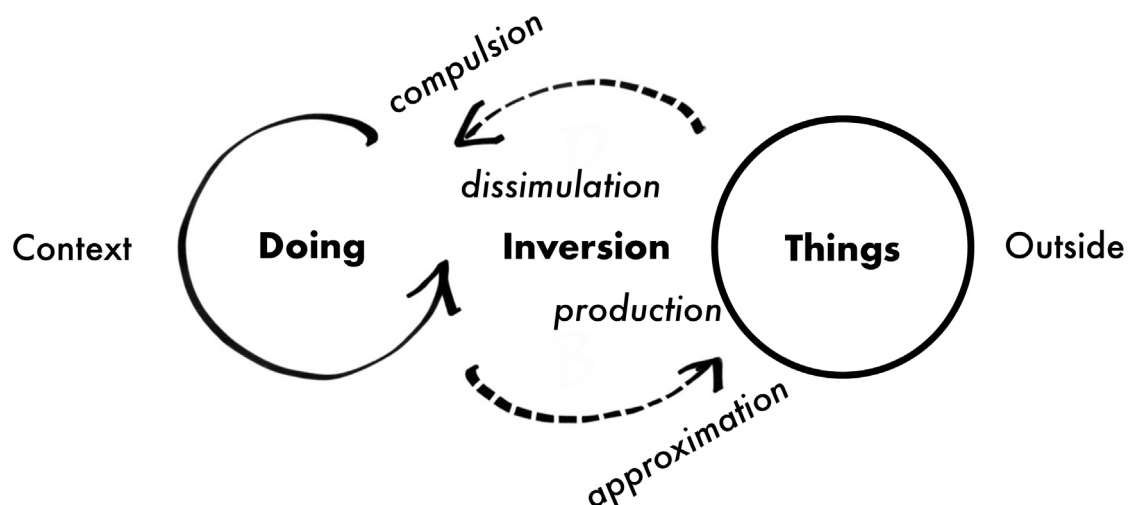 compulsion
dissimulation
Context
Doing
Inversion
Things
Outside
production
approximation